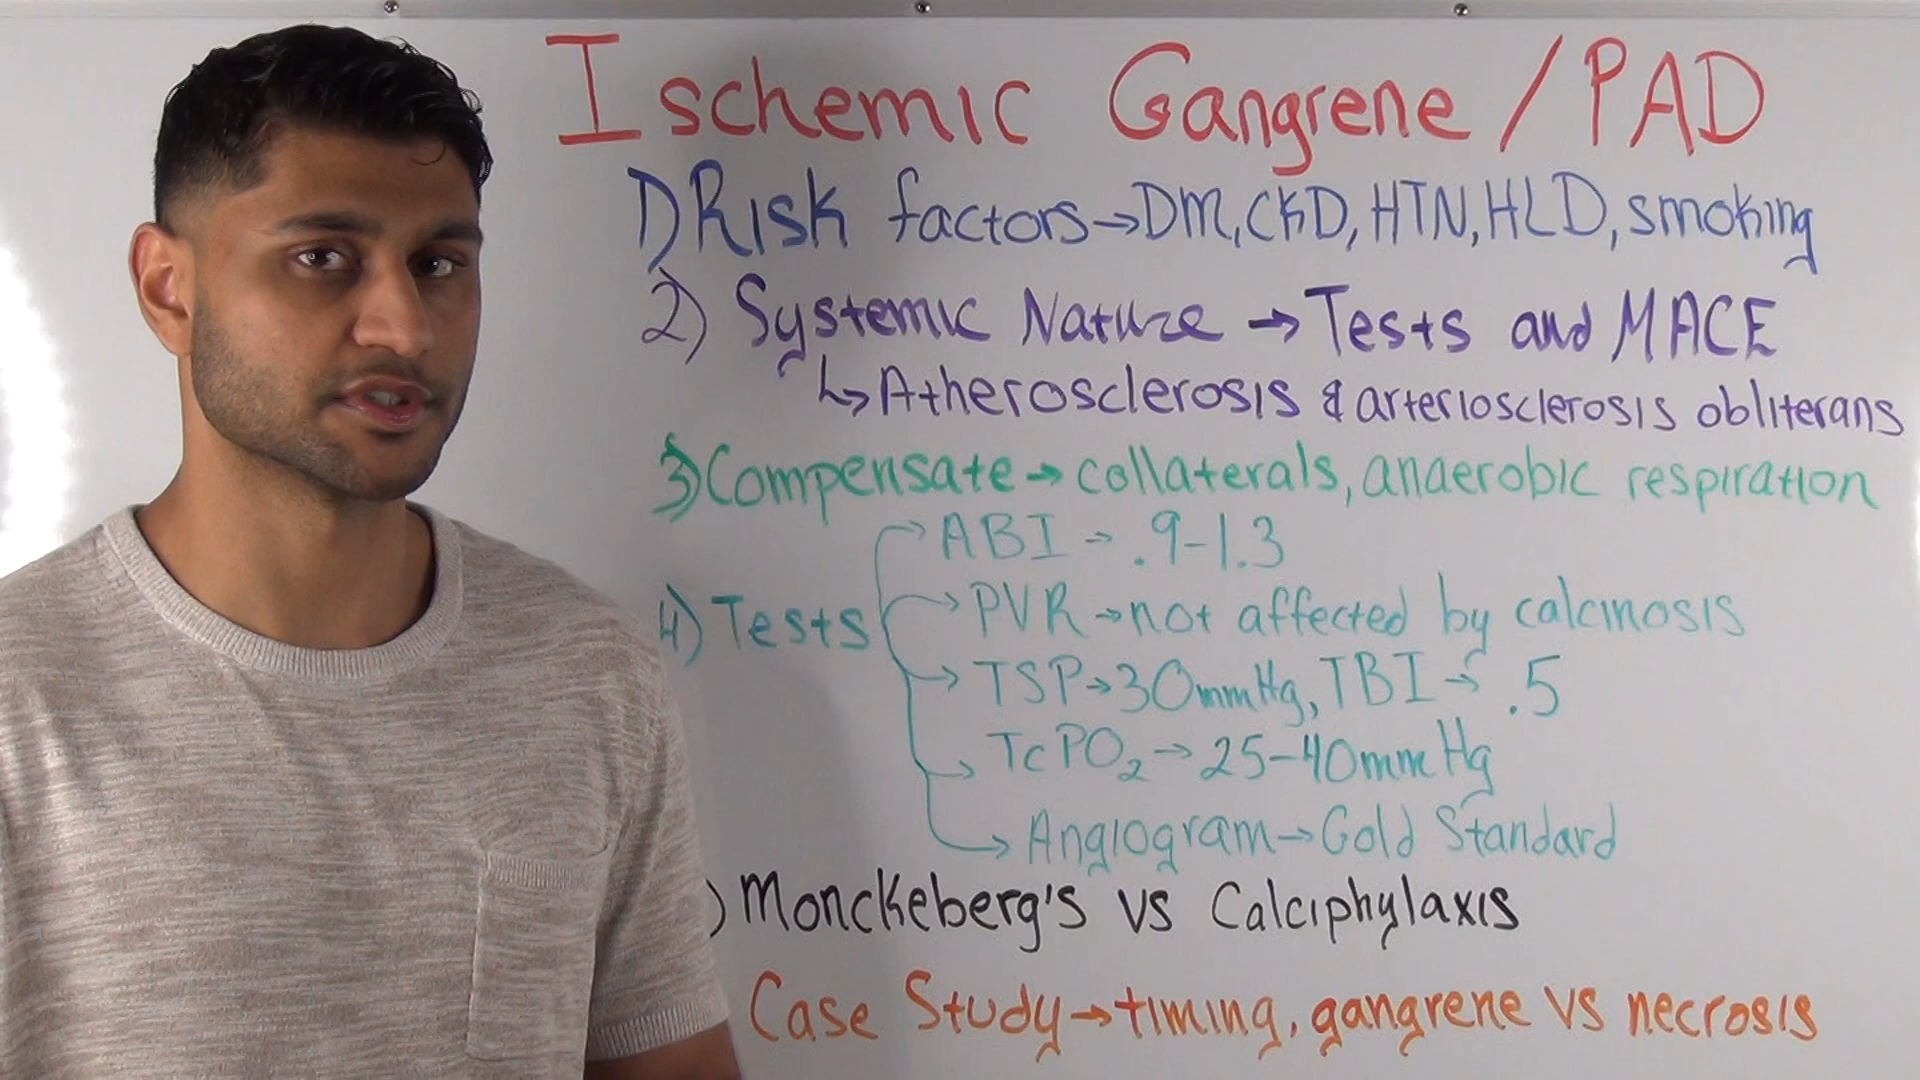 Ischemic Gangrene / PAD
1) Risk factors → DM, CKD, HTN, HLD, smoking
2) Systemic Nature → Tests and MACE
↳ Atherosclerosis & arteriosclerosis obliterans
3) Compensate → collaterals, anaerobic respiration
4) Tests
→ ABI → .9-1.3
→ PVR → not affected by calcinosis
→ TSP → 30mmHg, TBI → .5
→ TcPO2 → 25-40mmHg
→ Angiogram → Gold Standard
) Monckeberg's vs Calciphylaxis
Case Study → timing, gangrene vs necrosis